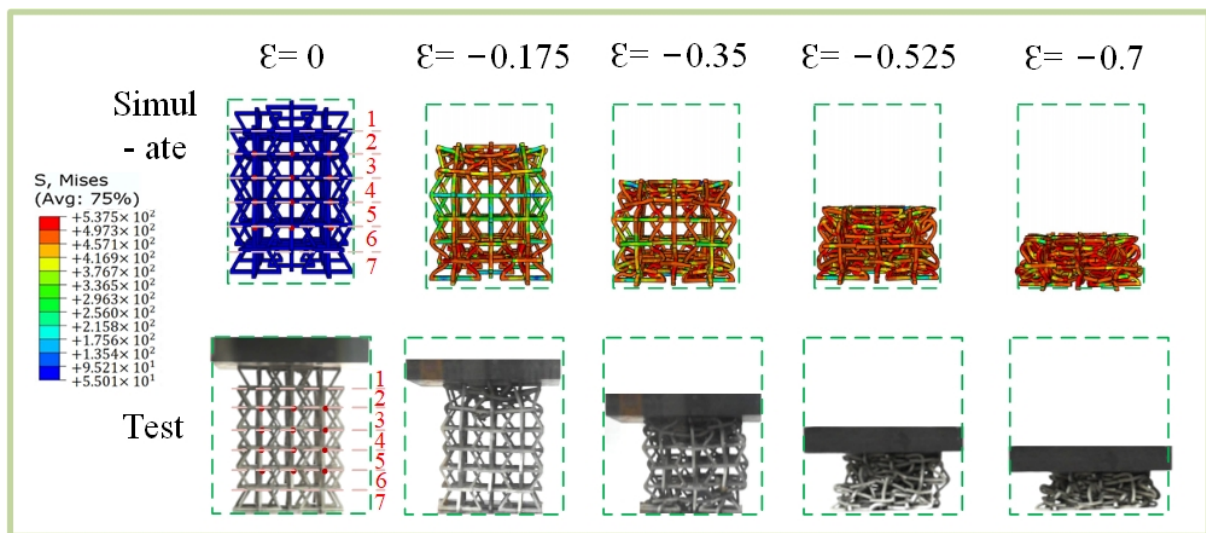 ε= 0
ε= −0.175
ε= −0.35
ε= −0.525
ε= −0.7
Simul
- ate
1
2
3
4
5
6
7
S, Mises
(Avg: 75%)
+5.375× 10²
+4.973× 10²
+4.571× 10²
+4.169× 10²
+3.767× 10²
+3.365× 10²
+2.963× 10²
+2.560× 10²
+2.158× 10²
+1.756× 10²
+1.354× 10²
+9.521× 10¹
+5.501× 10¹
Test
1
2
3
4
5
6
7